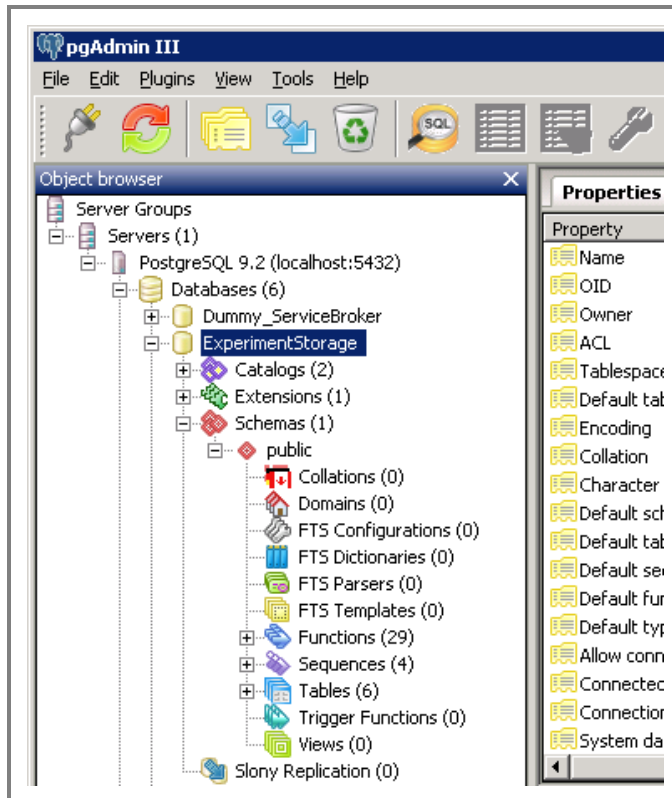 pgAdmin III
File Edit Plugins View Tools Help
SQL
Object browser
Server Groups
Servers (1)
PostgreSQL 9.2 (localhost:5432)
Databases (6)
Dummy_ServiceBroker
ExperimentStorage
Catalogs (2)
Extensions (1)
Schemas (1)
public
Collations (0)
Domains (0)
FTS Configurations (0)
FTS Dictionaries (0)
FTS Parsers (0)
FTS Templates (0)
Functions (29)
Sequences (4)
Tables (6)
Trigger Functions (0)
Views (0)
Slony Replication (0)
Properties
Property
Name
OID
Owner
ACL
Tablespace
Default tab
Encoding
Collation
Character
Default sch
Default tab
Default sec
Default fun
Default typ
Allow conn
Connected
Connection
System da